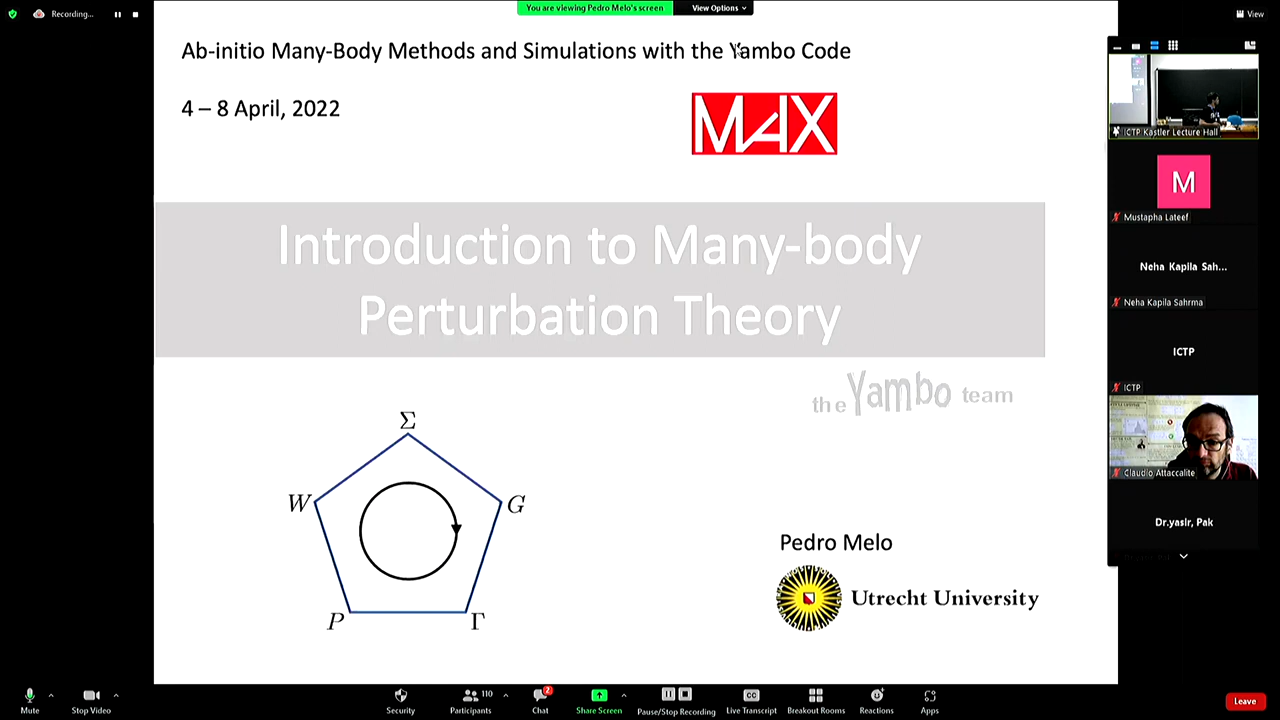 Recording...
You are viewing Pedro Melo's screen
View Options
View
Ab-initio Many-Body Methods and Simulations with the Yambo Code
4 – 8 April, 2022
MAX
Introduction to Many-body
Perturbation Theory
the Yambo team
Σ
W
G
P
Γ
Pedro Melo
Utrecht University
ICTP Kastler Lecture Hall
M
Mustapha Lateef
Neha Kapila Sah...
Neha Kapila Sahrma
ICTP
ICTP
Claudio Attaccalite
Dr.yasir, Pak
Mute
Stop Video
Security
110
Participants
2
Chat
Share Screen
Pause/Stop Recording
CC
Live Transcript
Breakout Rooms
Reactions
Apps
Leave